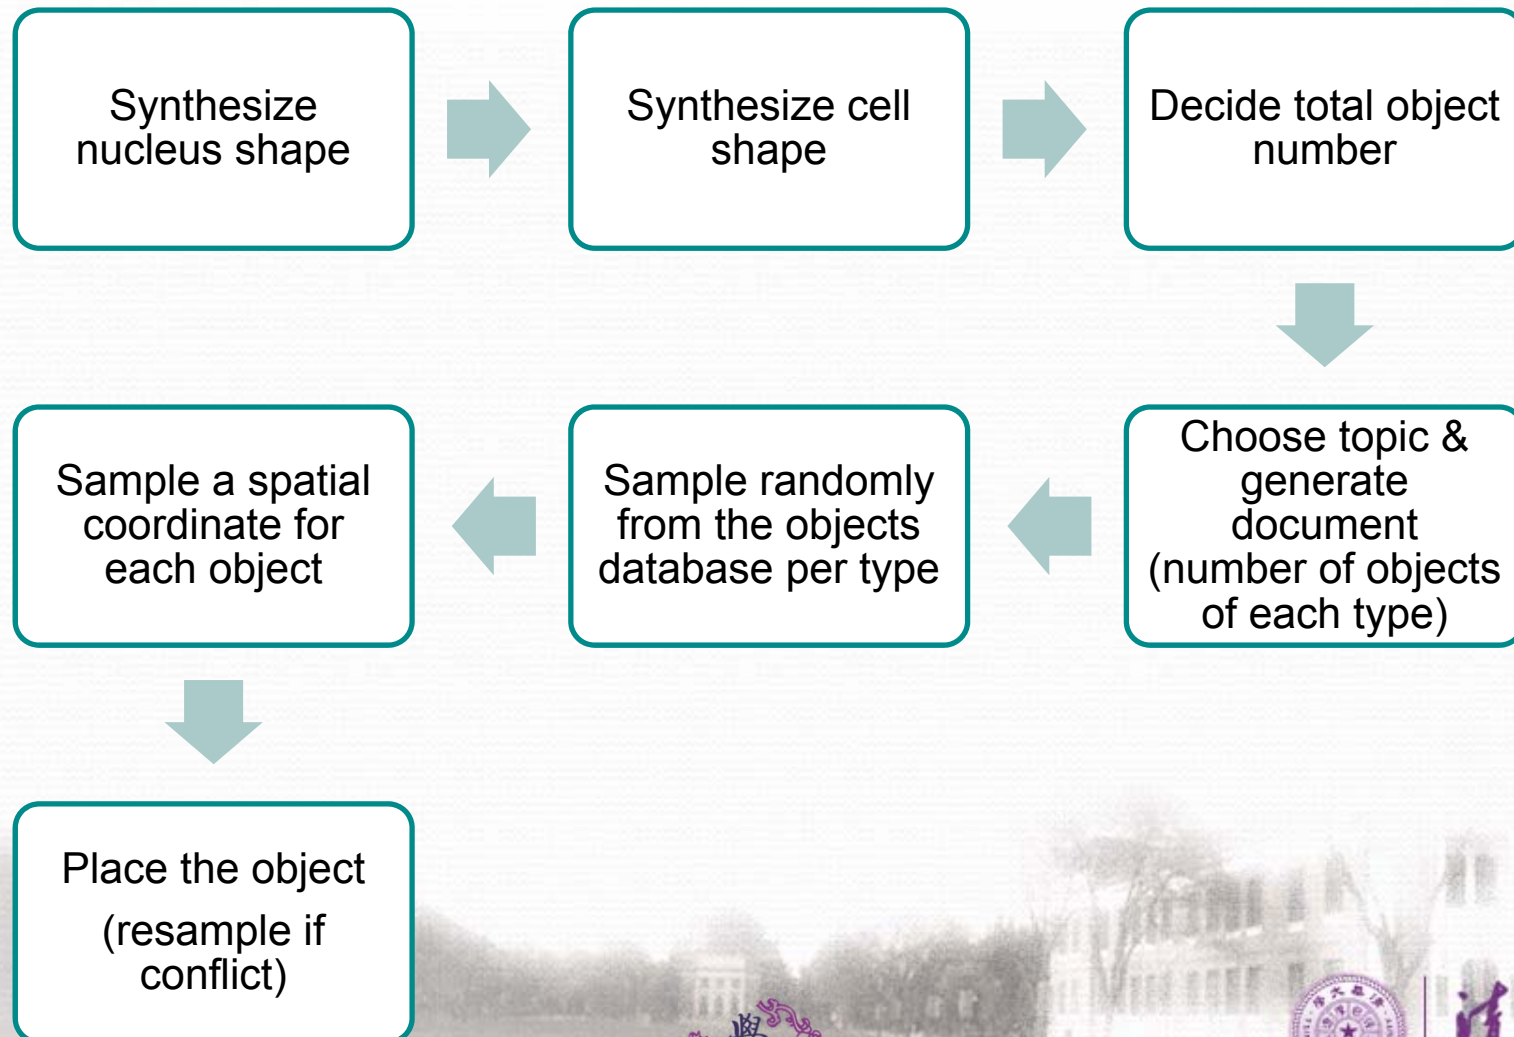 Synthesize
nucleus shape
Synthesize cell
shape
Decide total object
number
Choose topic &
generate
document
(number of objects
of each type)
Sample randomly
from the objects
database per type
Sample a spatial
coordinate for
each object
Place the object
(resample if
conflict)